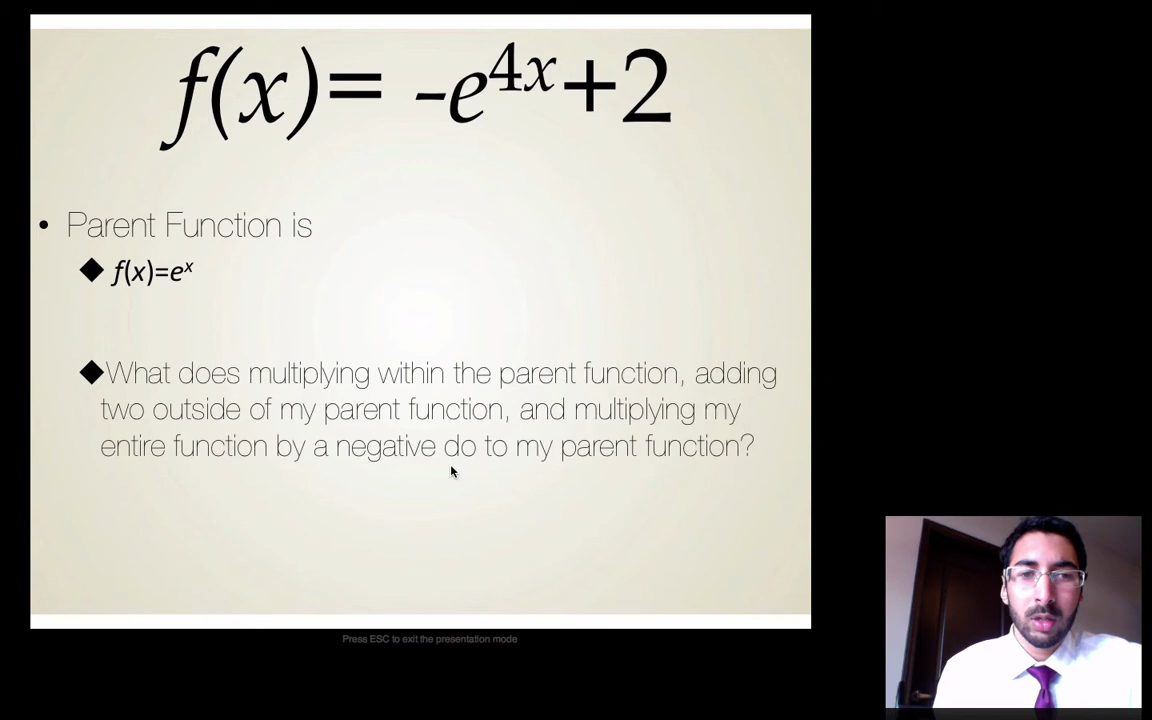 f(x)= -e⁴ˣ+2
• Parent Function is
◆ f(x)=eˣ
◆What does multiplying within the parent function, adding
two outside of my parent function, and multiplying my
entire function by a negative do to my parent function?
Press ESC to exit the presentation mode